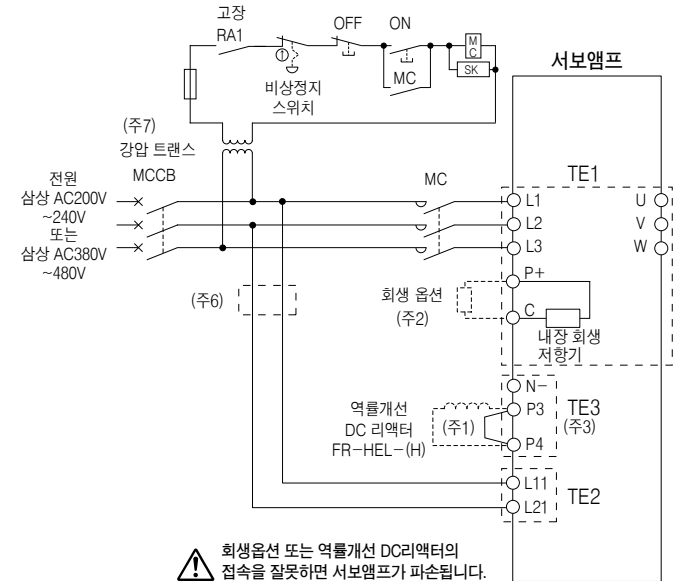 고장
RA1
OFF
ON
MC
SK
MC
비상정지
스위치
서보앰프
(주7)
강압 트랜스
MCCB
MC
전원
삼상 AC200V
~240V
또는
삼상 AC380V
~480V
TE1
L1
L2
L3
U
V
W
P+
C
회생 옵션
(주2)
내장 회생
저항기
(주6)
N−
P3
P4
TE3
(주3)
역률개선
DC 리액터
FR−HEL−(H)
(주1)
L11
L21
TE2
회생옵션 또는 역률개선 DC리액터의
접속을 잘못하면 서보앰프가 파손됩니다.